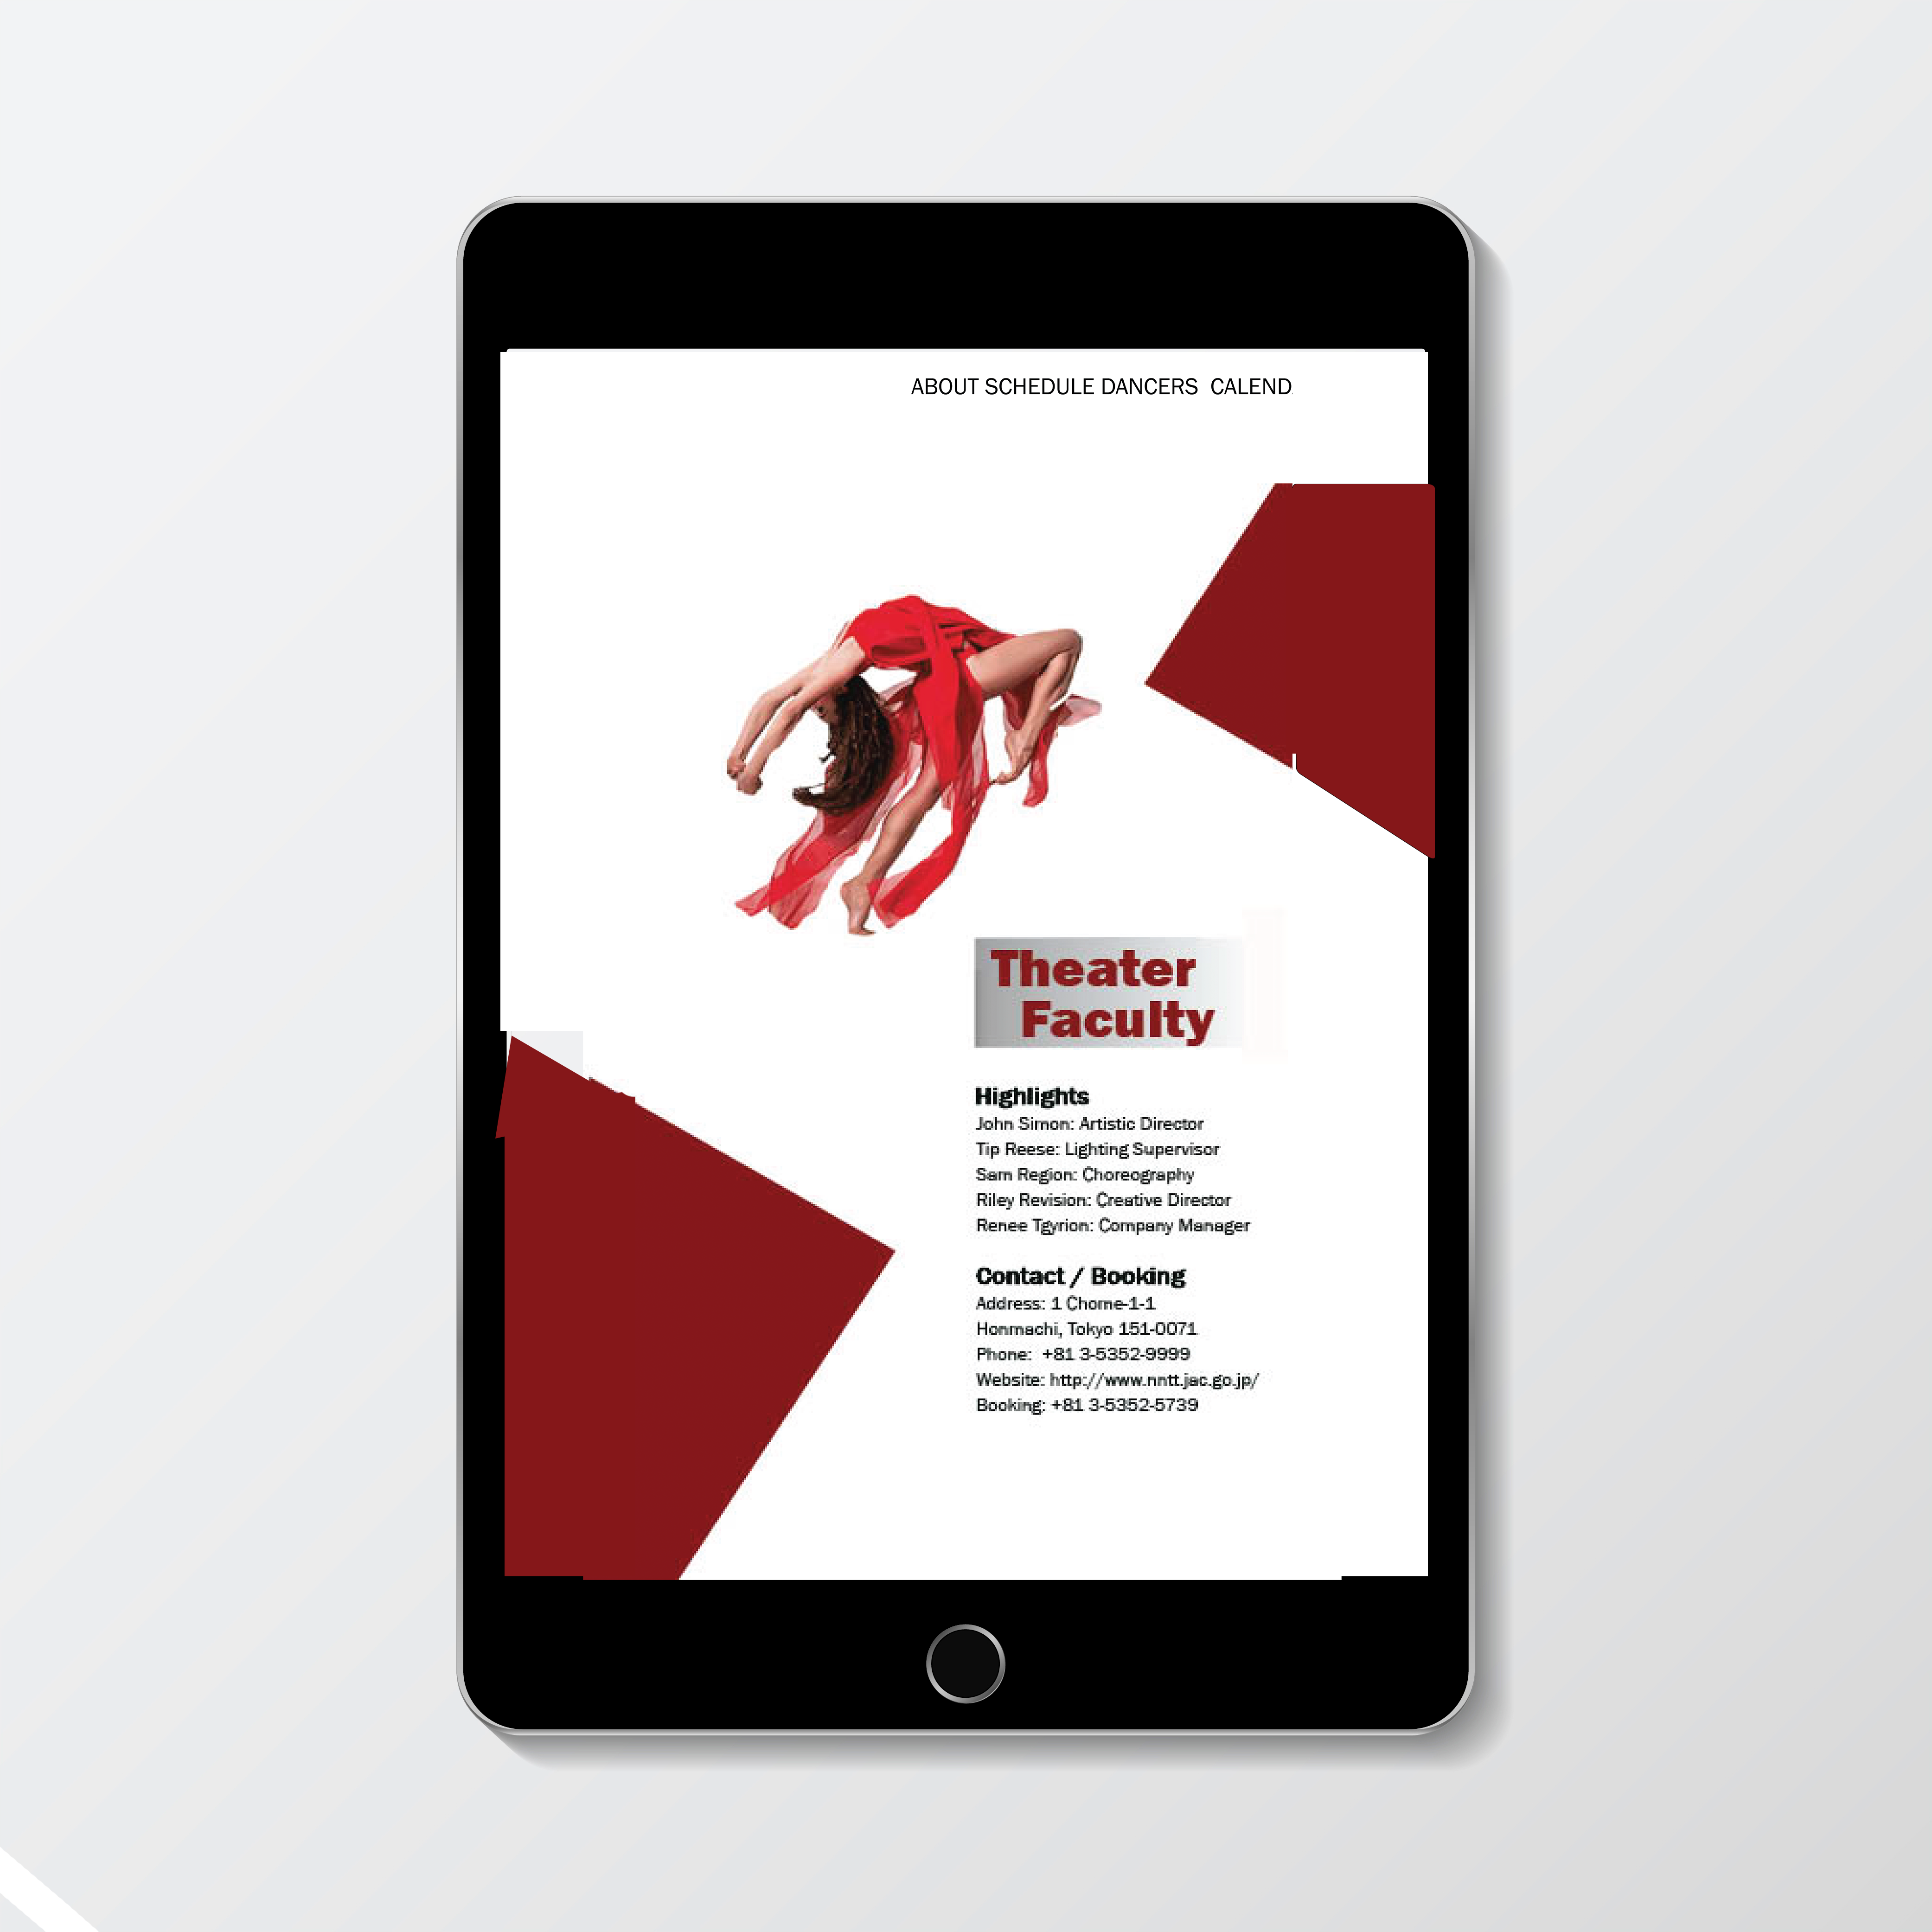 ABOUT SCHEDULE DANCERS CALEND
Theater
Faculty
Highlights
John Simon: Artistic Director
Tip Reese: Lighting Supervisor
Sam Region: Choreography
Riley Revision: Creative Director
Renee Tgyrion: Company Manager
Contact / Booking
Address: 1 Chome-1-1
Honmachi, Tokyo 151-0071
Phone: +81 3-5352-9999
Website: http://www.nntt.jac.go.jp/
Booking: +81 3-5352-5739